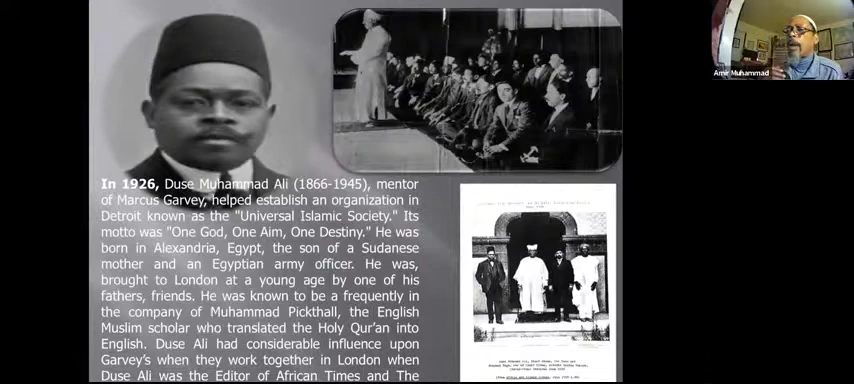 In 1926, Duse Muhammad Ali (1866-1945), mentor
of Marcus Garvey, helped establish an organization in
Detroit known as the "Universal Islamic Society." Its
motto was "One God, One Aim, One Destiny." He was
born in Alexandria, Egypt, the son of a Sudanese
mother and an Egyptian army officer. He was,
brought to London at a young age by one of his
fathers, friends. He was known to be a frequently in
the company of Muhammad Pickthall, the English
Muslim scholar who translated the Holy Qur'an into
English. Duse Ali had considerable influence upon
Garvey's when they work together in London when
Duse Ali was the Editor of African Times and The
Amir Muhammad